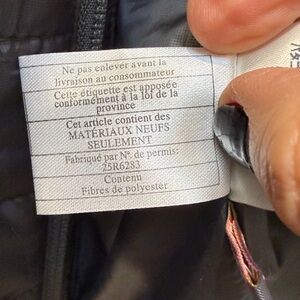 Ne pas enlever avant la
livraison au consommateur
Cette étiquette est apposée
conformément à la loi de la
province
Cet article contient des
MATÉRIAUX NEUFS
SEULEMENT
Fabriqué par Nº. de permis:
25R6283
Contenu
Fibres de polyester